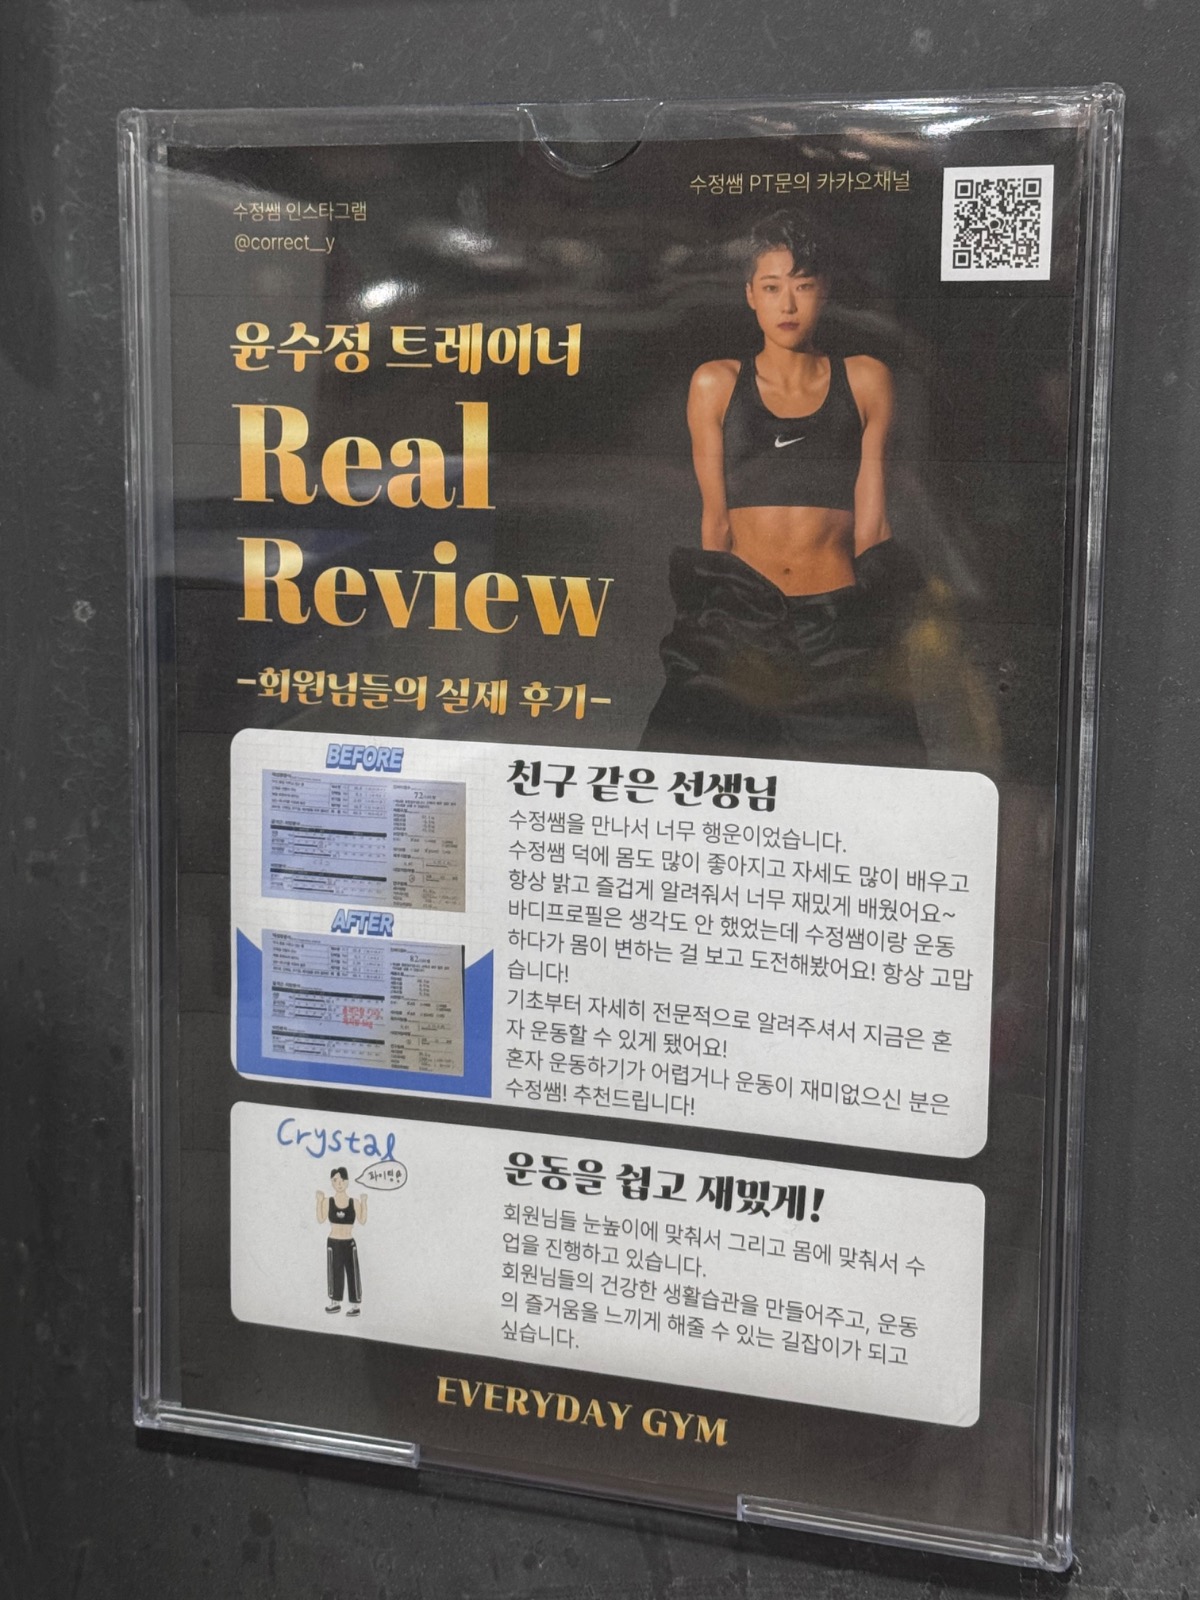 수정쌤 인스타그램
@correct__y
수정쌤 PT문의 카카오채널
윤수정 트레이너
Real
Review
-회원님들의 실제 후기-
BEFORE
AFTER
친구 같은 선생님
수정쌤을 만나서 너무 행운이었습니다.
수정쌤 덕에 몸도 많이 좋아지고 자세도 많이 배우고
항상 밝고 즐겁게 알려줘서 너무 재밌게 배웠어요~
바디프로필은 생각도 안 했었는데 수정쌤이랑 운동
하다가 몸이 변하는 걸 보고 도전해봤어요! 항상 고맙
습니다!
기초부터 자세히 전문적으로 알려주셔서 지금은 혼
자 운동할 수 있게 됐어요!
혼자 운동하기가 어렵거나 운동이 재미없으신 분은
수정쌤! 추천드립니다!
Crystal
파이팅
운동을 쉽고 재밌게!
회원님들 눈높이에 맞춰서 그리고 몸에 맞춰서 수
업을 진행하고 있습니다.
회원님들의 건강한 생활습관을 만들어주고, 운동
의 즐거움을 느끼게 해줄 수 있는 길잡이가 되고
싶습니다.
EVERYDAY GYM